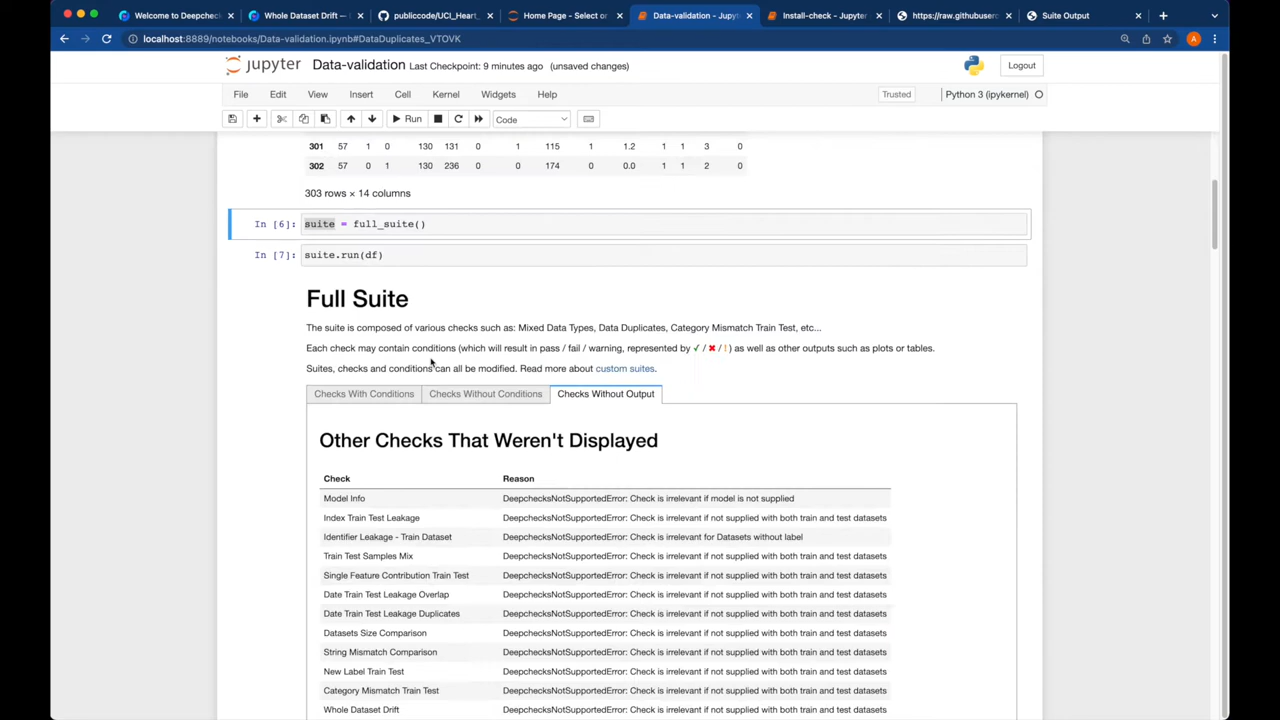 Welcome to Deepchec
Whole Dataset Drift —
publiccode/UCI_Heart_
Home Page - Select or
Data-validation - Jupyt
Install-check - Jupyter
https://raw.githubuserc
Suite Output
localhost:8889/notebooks/Data-validation.ipynb#DataDuplicates_VTOVK
A
jupyter Data-validation Last Checkpoint: 9 minutes ago (unsaved changes)
Logout
File Edit View Insert Cell Kernel Widgets Help
Trusted Python 3 (ipykernel)
Run Code
301 57 1 0 130 131 0 1 115 1 1.2 1 1 3 0
302 57 0 1 130 236 0 0 174 0 0.0 1 1 2 0
303 rows × 14 columns
In [6]: suite = full_suite()
In [7]: suite.run(df)
Full Suite
The suite is composed of various checks such as: Mixed Data Types, Data Duplicates, Category Mismatch Train Test, etc...
Each check may contain conditions (which will result in pass / fail / warning, represented by ✓ / ✖ / ! ) as well as other outputs such as plots or tables.
Suites, checks and conditions can all be modified. Read more about custom suites.
Checks With Conditions Checks Without Conditions Checks Without Output
Other Checks That Weren't Displayed
Check Reason
Model Info DeepchecksNotSupportedError: Check is irrelevant if model is not supplied
Index Train Test Leakage DeepchecksNotSupportedError: Check is irrelevant if not supplied with both train and test datasets
Identifier Leakage - Train Dataset DeepchecksNotSupportedError: Check is irrelevant for Datasets without label
Train Test Samples Mix DeepchecksNotSupportedError: Check is irrelevant if not supplied with both train and test datasets
Single Feature Contribution Train Test DeepchecksNotSupportedError: Check is irrelevant if not supplied with both train and test datasets
Date Train Test Leakage Overlap DeepchecksNotSupportedError: Check is irrelevant if not supplied with both train and test datasets
Date Train Test Leakage Duplicates DeepchecksNotSupportedError: Check is irrelevant if not supplied with both train and test datasets
Datasets Size Comparison DeepchecksNotSupportedError: Check is irrelevant if not supplied with both train and test datasets
String Mismatch Comparison DeepchecksNotSupportedError: Check is irrelevant if not supplied with both train and test datasets
New Label Train Test DeepchecksNotSupportedError: Check is irrelevant if not supplied with both train and test datasets
Category Mismatch Train Test DeepchecksNotSupportedError: Check is irrelevant if not supplied with both train and test datasets
Whole Dataset Drift DeepchecksNotSupportedError: Check is irrelevant if not supplied with both train and test datasets